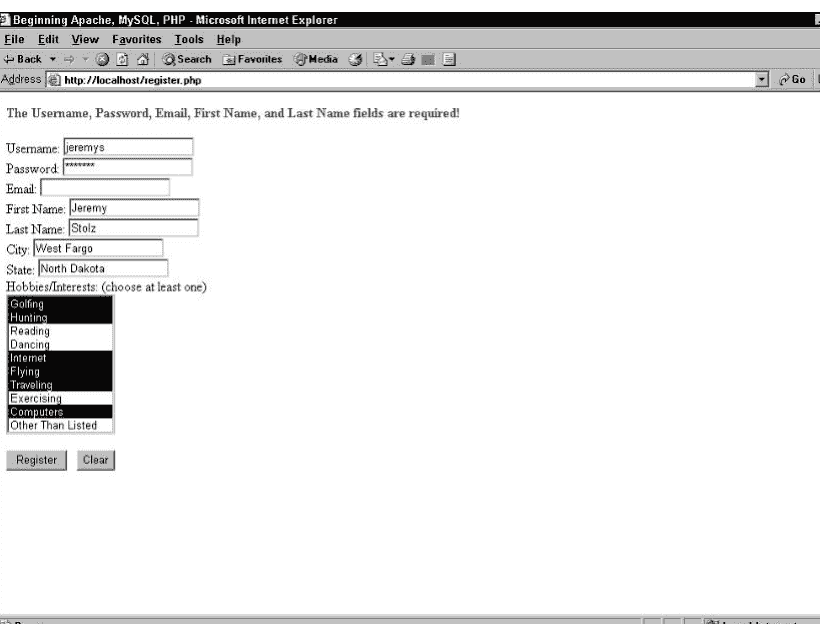 Beginning Apache, MySQL, PHP - Microsoft Internet Explorer
File Edit View Favorites Tools Help
Back Search Favorites Media
Address http://localhost/register.php Go
The Username, Password, Email, First Name, and Last Name fields are required!
Username: jeremys
Password: *******
Email:
First Name: Jeremy
Last Name: Stolz
City: West Fargo
State: North Dakota
Hobbies/Interests: (choose at least one)
Golfing
Hunting
Reading
Dancing
Internet
Flying
Traveling
Exercising
Computers
Other Than Listed
Register Clear